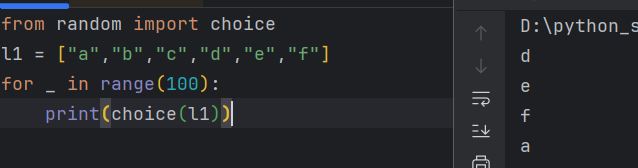 from random import choice
l1 = ["a","b","c","d","e","f"]
for _ in range(100):
    print(choice(l1))
D:\python_s
d
e
f
a